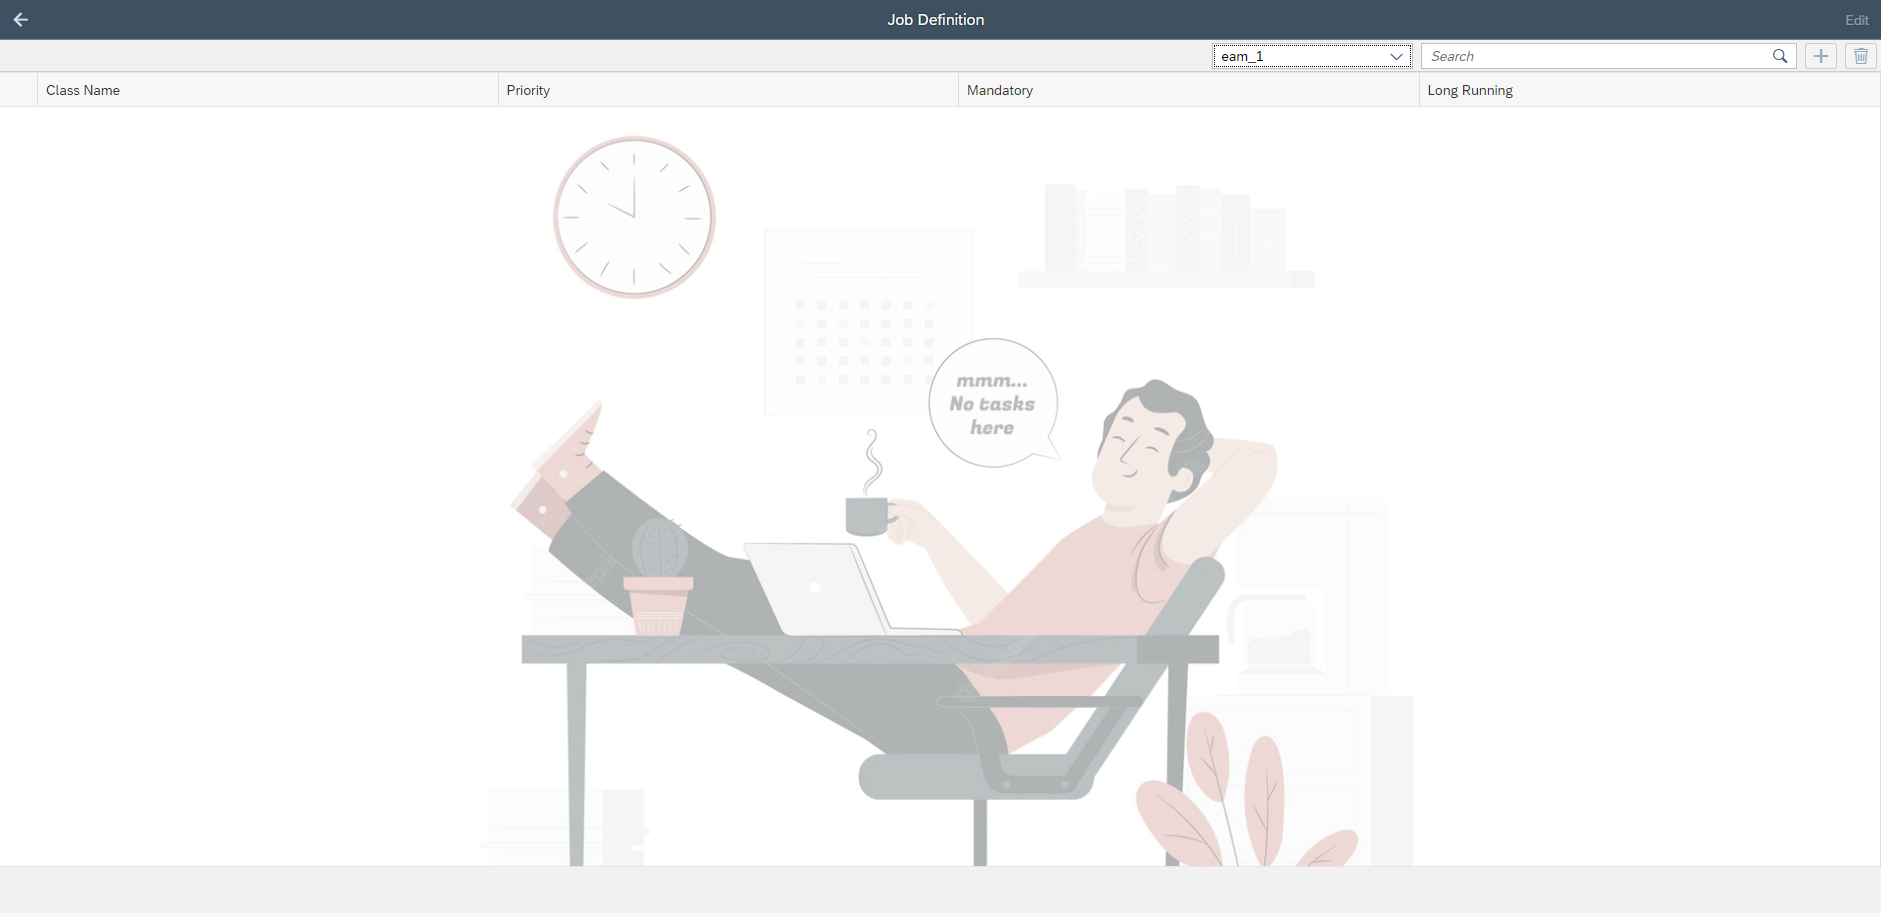 Job Definition
Edit
eam_1
Search
Class Name
Priority
Mandatory
Long Running
mmm...
No tasks
here